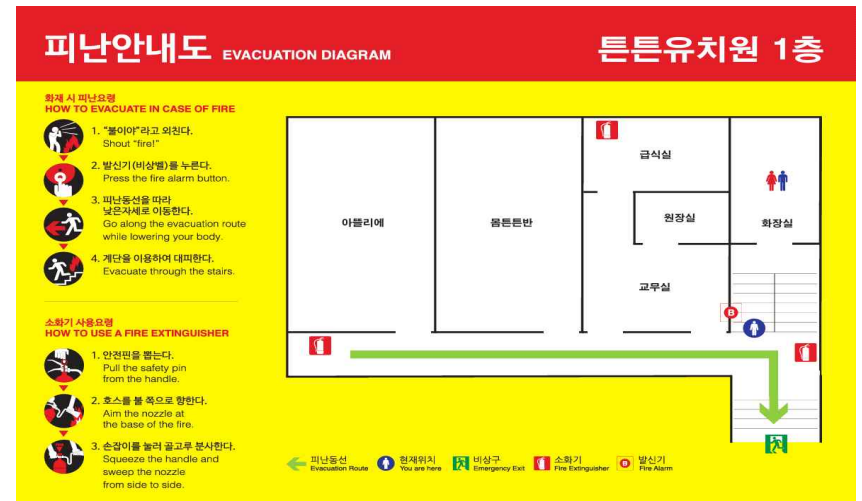 피난안내도 EVACUATION DIAGRAM
튼튼유치원 1층
화재 시 피난요령
HOW TO EVACUATE IN CASE OF FIRE
1. "불이야"라고 외친다.
Shout "fire!"
2. 발신기(비상벨)를 누른다.
Press the fire alarm button.
3. 피난동선을 따라
낮은자세로 이동한다.
Go along the evacuation route
while lowering your body.
4. 계단을 이용하여 대피한다.
Evacuate through the stairs.
소화기 사용요령
HOW TO USE A FIRE EXTINGUISHER
1. 안전핀을 뽑는다.
Pull the safety pin
from the handle.
2. 호스를 불 쪽으로 향한다.
Aim the nozzle at
the base of the fire.
3. 손잡이를 눌러 골고루 분사한다.
Squeeze the handle and
sweep the nozzle
from side to side.
아뜰리에
몸튼튼반
급식실
원장실
화장실
교무실
B
피난동선
Evacuation Route
현재위치
You are here
비상구
Emergency Exit
소화기
Fire Extinguisher
B
발신기
Fire Alarm